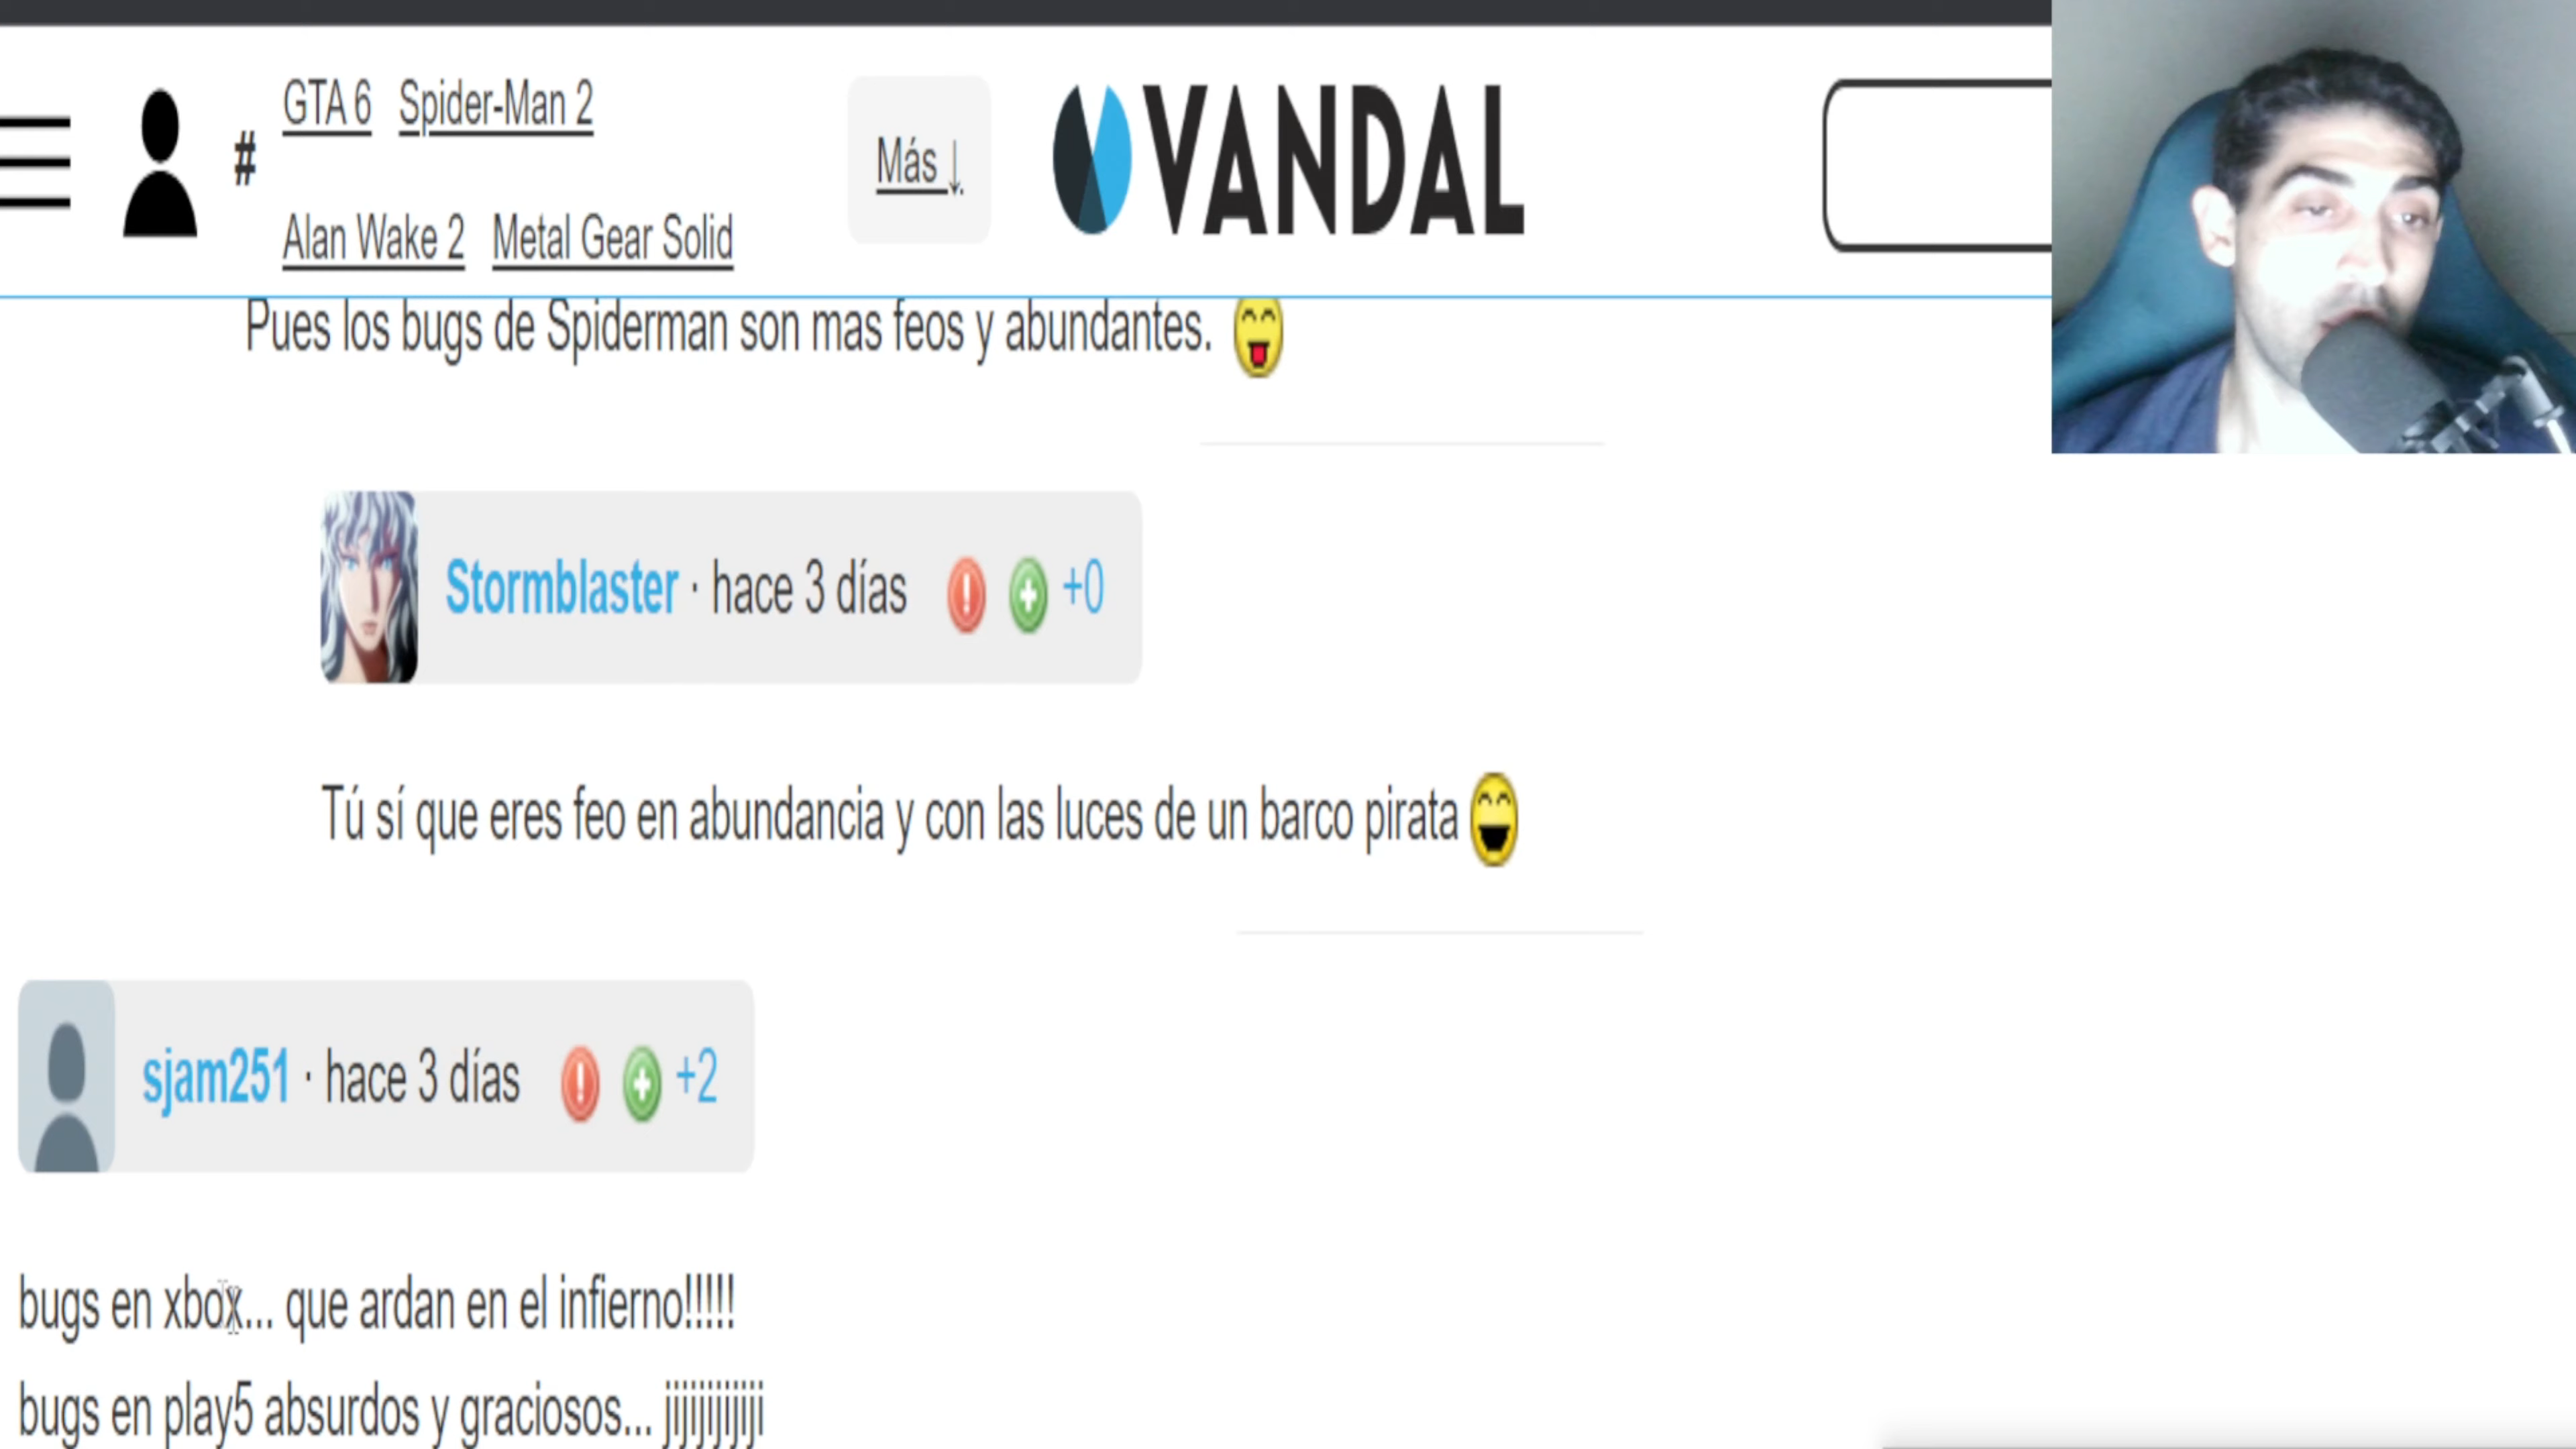 GTA 6 Spider-Man 2
#
Más ↓
VANDAL
Alan Wake 2 Metal Gear Solid
Pues los bugs de Spiderman son mas feos y abundantes.
Stormblaster · hace 3 días +0
Tú sí que eres feo en abundancia y con las luces de un barco pirata
sjam251 · hace 3 días +2
bugs en xbox... que ardan en el infierno!!!!!
bugs en play5 absurdos y graciosos... jijijijijiji